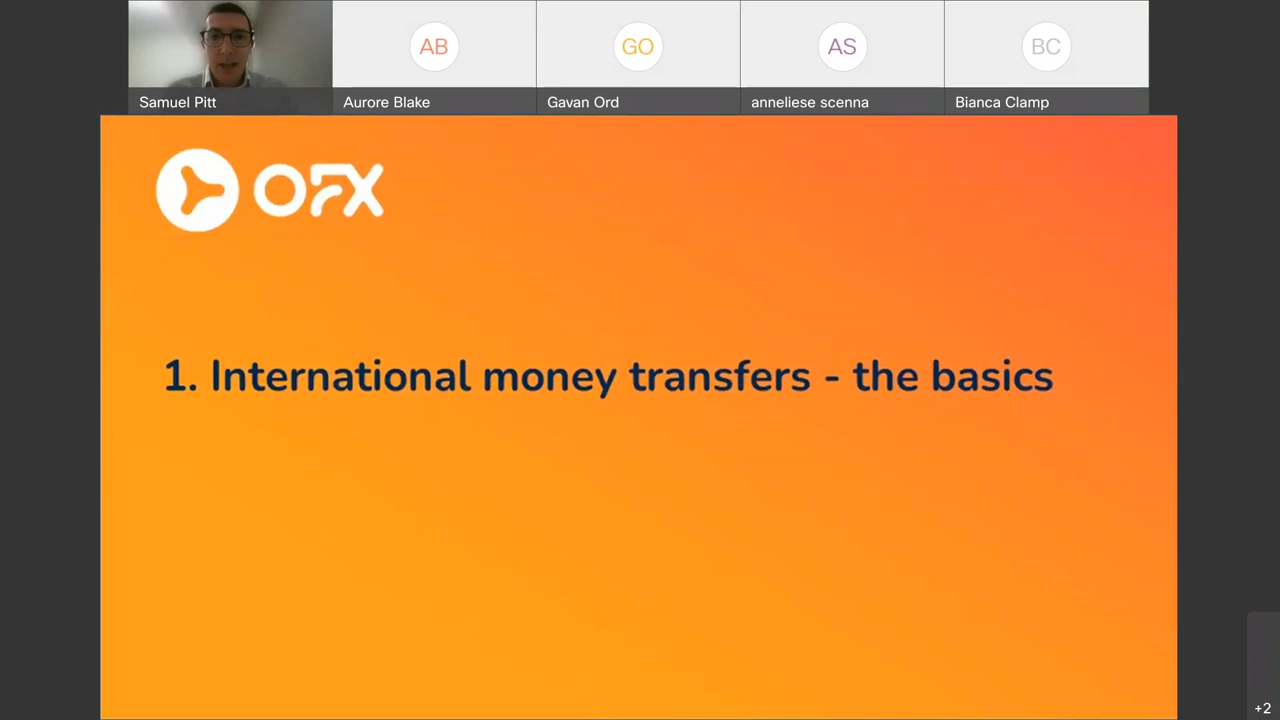 AB
GO
AS
BC
Samuel Pitt
Aurore Blake
Gavan Ord
anneliese scenna
Bianca Clamp
OFX
1. International money transfers - the basics
+2